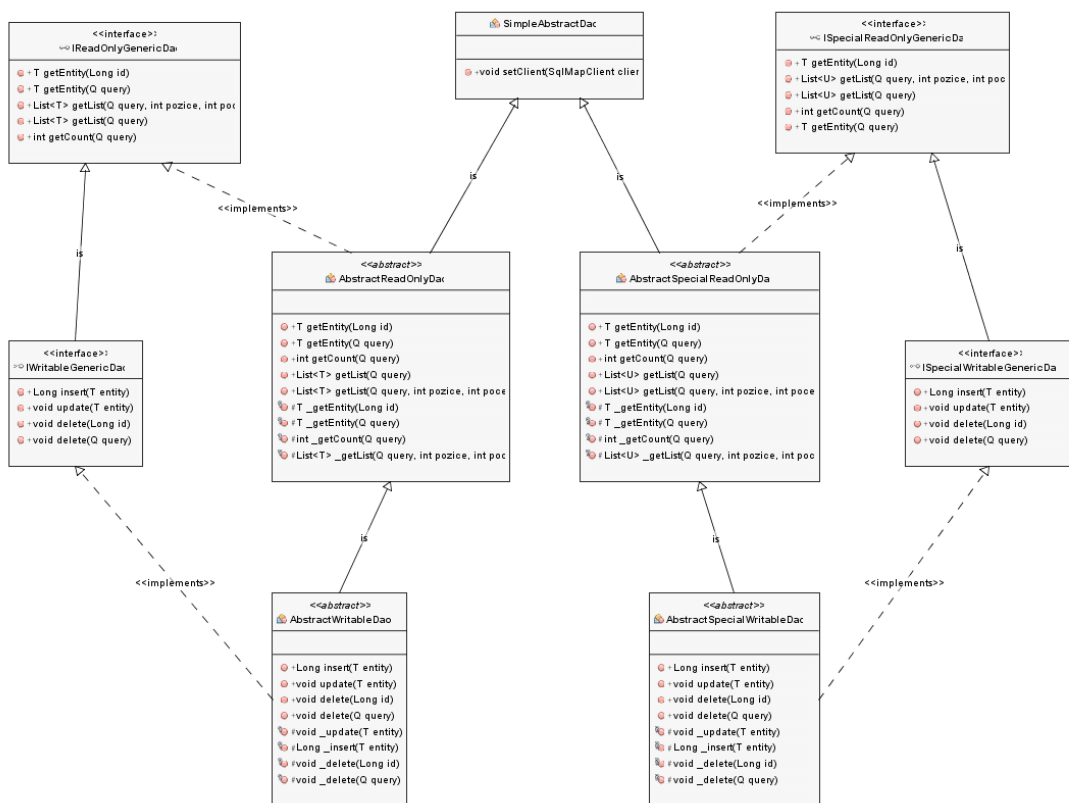 <<interface>:
IReadOnlyGenericDac
+T getEntity(Long id)
+T getEntity(Q query)
+List<T> getList(Q query, int pozice, int poc
+List<T> getList(Q query)
+int getCount(Q query)
SimpleAbstractDac
+void setClient(SqlMapClient clier
<<interface>:
ISpecialReadOnlyGenericDa
+T getEntity(Long id)
+List<U> getList(Q query, int pozice, int poc
+List<U> getList(Q query)
+int getCount(Q query)
+T getEntity(Q query)
is
is
<<implements>>
<<implements>>
is
is
<<abstract>>
AbstractReadOnlyDac
+T getEntity(Long id)
+T getEntity(Q query)
+int getCount(Q query)
+List<T> getList(Q query)
+List<T> getList(Q query, int pozice, int poce
#T _getEntity(Long id)
#T _getEntity(Q query)
#int _getCount(Q query)
#List<T> _getList(Q query, int pozice, int poc
<<abstract>>
AbstractSpecialReadOnlyDa
+T getEntity(Long id)
+T getEntity(Q query)
+int getCount(Q query)
+List<U> getList(Q query)
+List<U> getList(Q query, int pozice, int poce
#T _getEntity(Long id)
#T _getEntity(Q query)
#int _getCount(Q query)
#List<U> _getList(Q query, int pozice, int poc
<<interface>:
IWritableGenericDac
+Long insert(T entity)
+void update(T entity)
+void delete(Long id)
+void delete(Q query)
<<interface>:
ISpecialWritableGenericDa
+Long insert(T entity)
+void update(T entity)
+void delete(Long id)
+void delete(Q query)
is
is
<<implements>>
<<implements>>
<<abstract>>
AbstractWritableDao
+Long insert(T entity)
+void update(T entity)
+void delete(Long id)
+void delete(Q query)
#void _update(T entity)
#Long _insert(T entity)
#void _delete(Long id)
#void _delete(Q query)
<<abstract>>
AbstractSpecialWritableDac
+Long insert(T entity)
+void update(T entity)
+void delete(Long id)
+void delete(Q query)
#void _update(T entity)
#Long _insert(T entity)
#void _delete(Long id)
#void _delete(Q query)